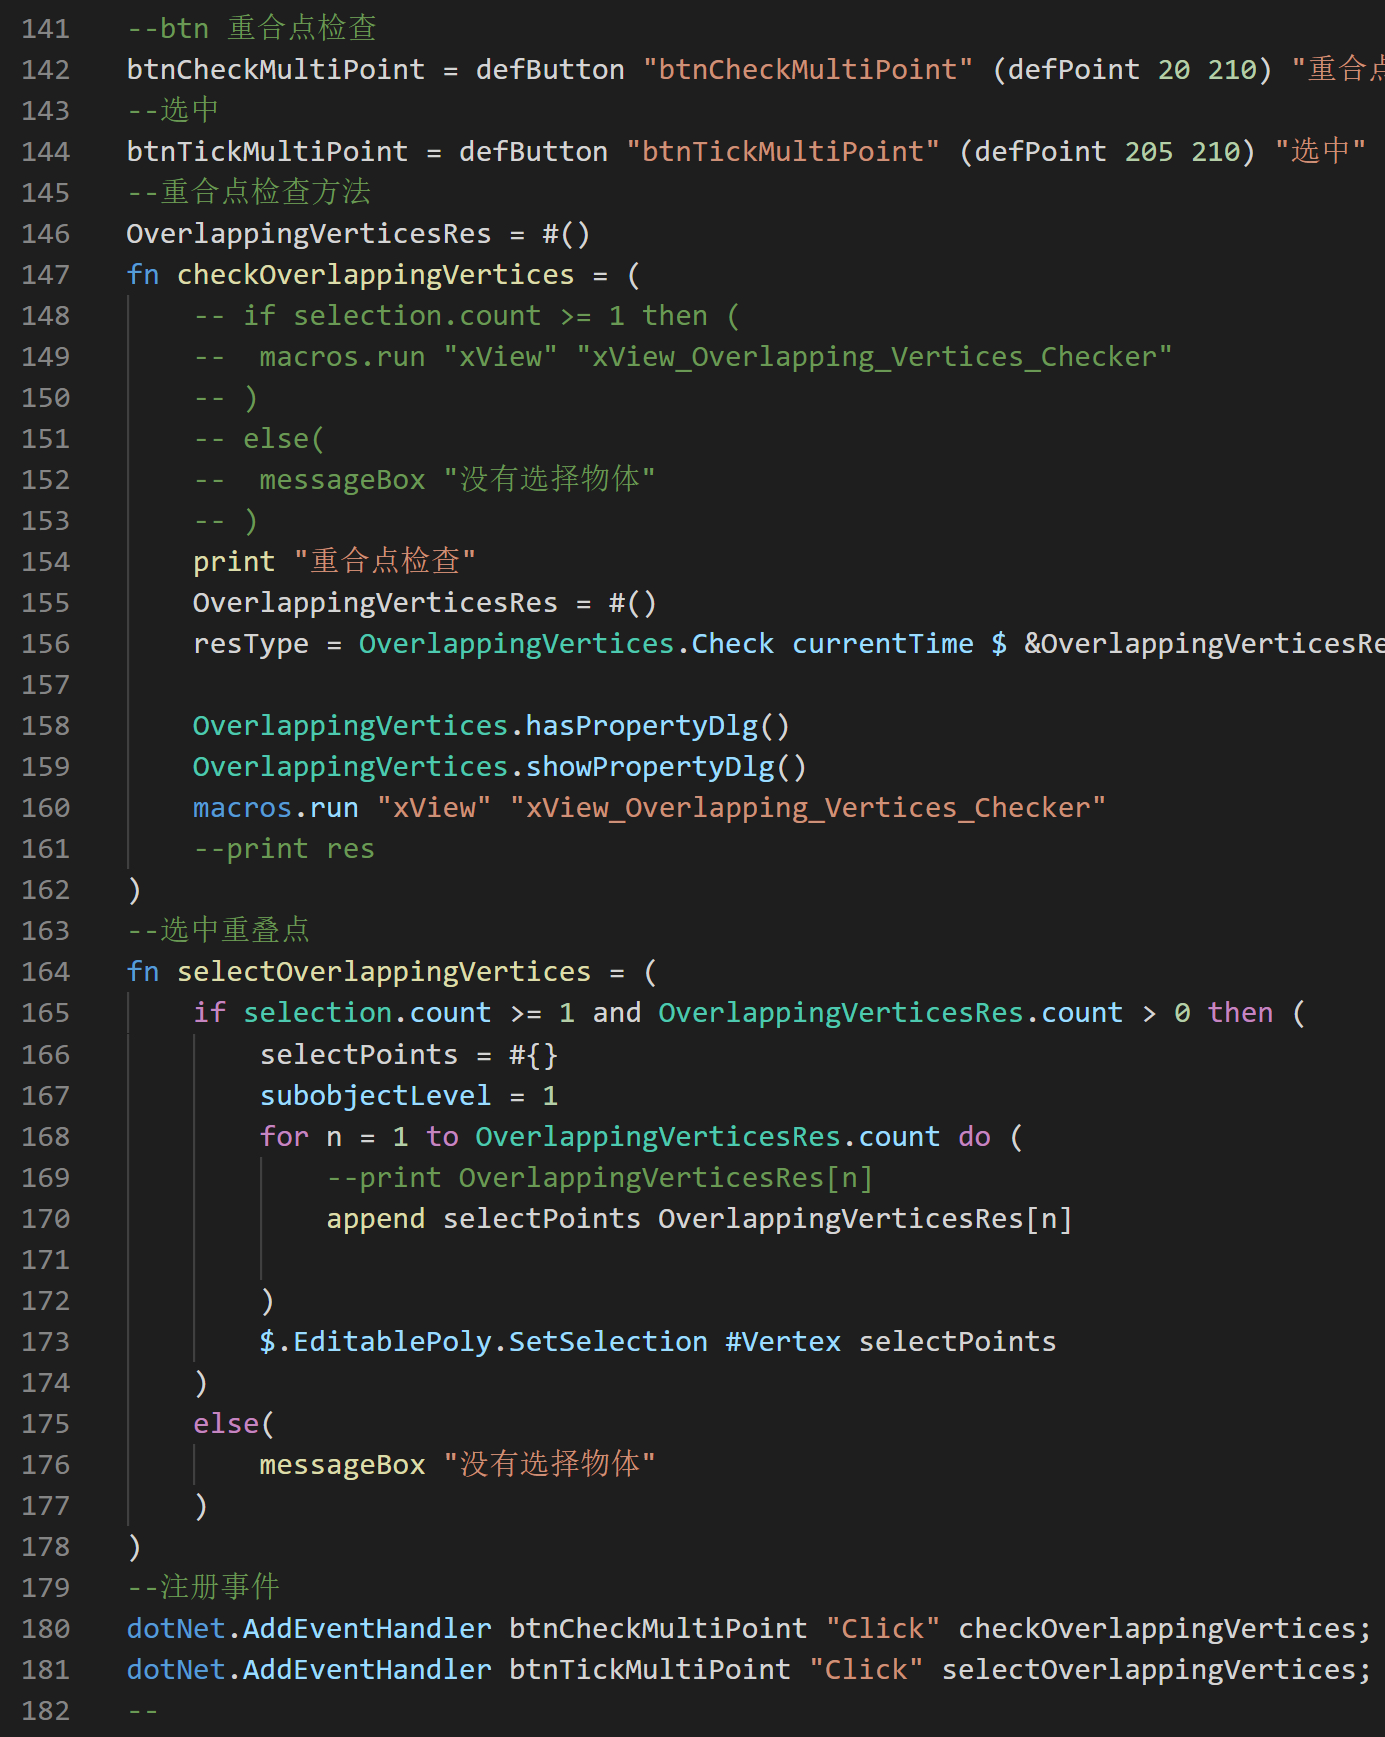 141 --btn 重合点检查
142 btnCheckMultiPoint = defButton "btnCheckMultiPoint" (defPoint 20 210) "重合点
143 --选中
144 btnTickMultiPoint = defButton "btnTickMultiPoint" (defPoint 205 210) "选中"
145 --重合点检查方法
146 OverlappingVerticesRes = #()
147 fn checkOverlappingVertices = (
148 -- if selection.count >= 1 then (
149 --  macros.run "xView" "xView_Overlapping_Vertices_Checker"
150 -- )
151 -- else(
152 --  messageBox "没有选择物体"
153 -- )
154 print "重合点检查"
155 OverlappingVerticesRes = #()
156 resType = OverlappingVertices.Check currentTime $ &OverlappingVerticesRe
157
158 OverlappingVertices.hasPropertyDlg()
159 OverlappingVertices.showPropertyDlg()
160 macros.run "xView" "xView_Overlapping_Vertices_Checker"
161 --print res
162 )
163 --选中重叠点
164 fn selectOverlappingVertices = (
165 if selection.count >= 1 and OverlappingVerticesRes.count > 0 then (
166 selectPoints = #{}
167 subobjectLevel = 1
168 for n = 1 to OverlappingVerticesRes.count do (
169 --print OverlappingVerticesRes[n]
170 append selectPoints OverlappingVerticesRes[n]
171
172 )
173 $.EditablePoly.SetSelection #Vertex selectPoints
174 )
175 else(
176 messageBox "没有选择物体"
177 )
178 )
179 --注册事件
180 dotNet.AddEventHandler btnCheckMultiPoint "Click" checkOverlappingVertices;
181 dotNet.AddEventHandler btnTickMultiPoint "Click" selectOverlappingVertices;
182 --